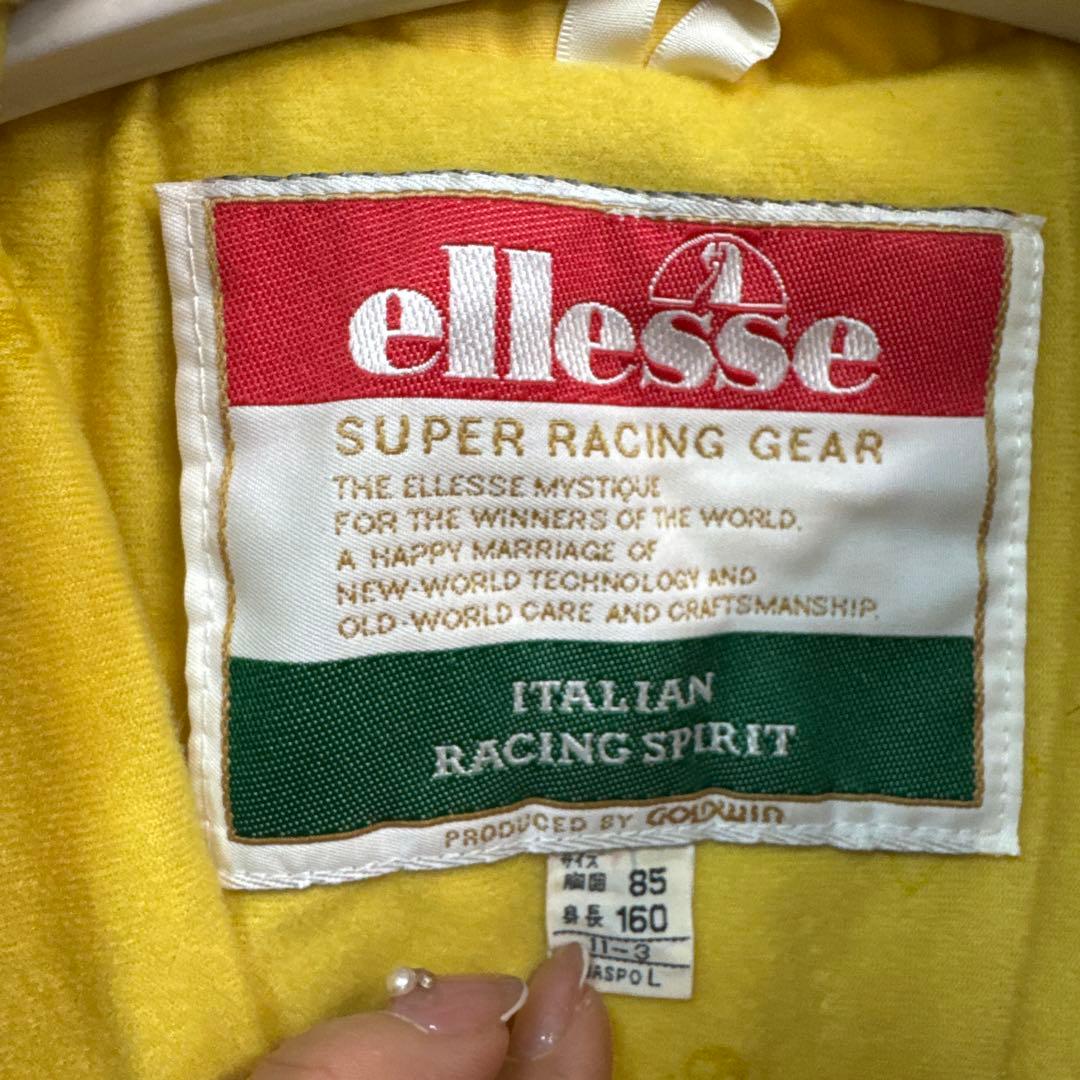 ellesse
SUPER RACING GEAR
THE ELLESSE MYSTIQUE
FOR THE WINNERS OF THE WORLD.
A HAPPY MARRIAGE OF
NEW-WORLD TECHNOLOGY AND
OLD-WORLD CARE AND CRAFTSMANSHIP.
ITALIAN
RACING SPIRIT
PRODUCED BY GOLDWIN
サイズ
胸囲 85
身長 160
11-3
JASPO L